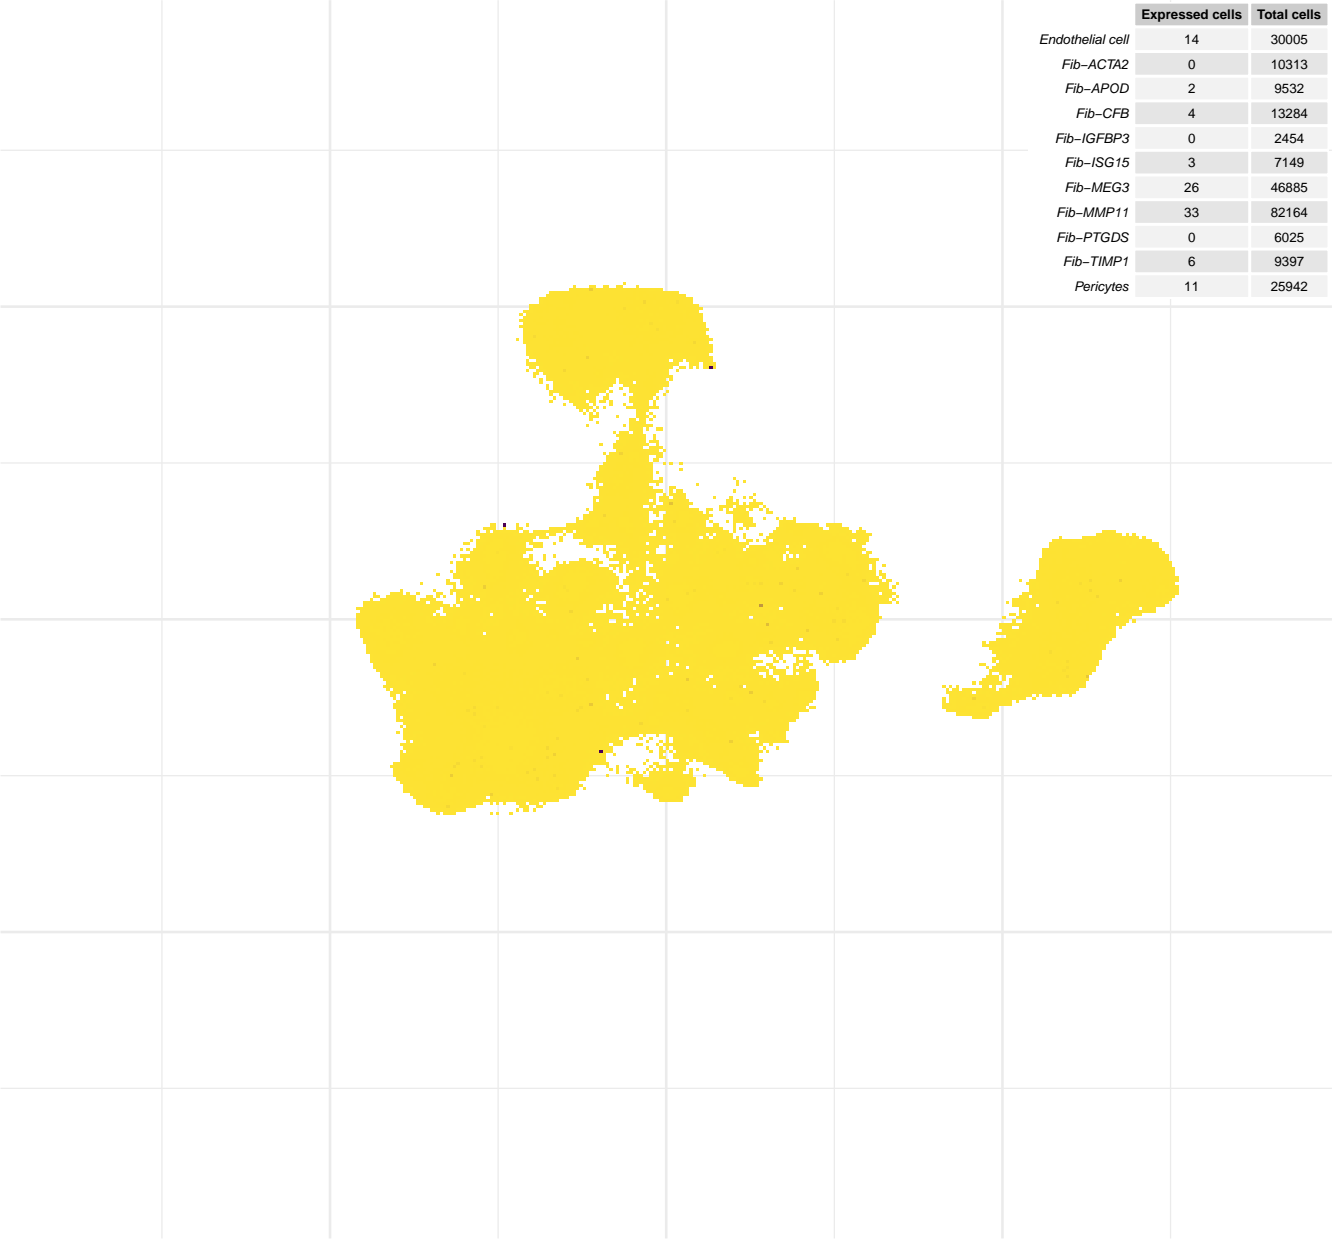 Expressed cells Total cells
Endothelial cell 14 30005
Fib−ACTA2 0 10313
Fib−APOD 2 9532
Fib−CFB 4 13284
Fib−IGFBP3 0 2454
Fib−ISG15 3 7149
Fib−MEG3 26 46885
Fib−MMP11 33 82164
Fib−PTGDS 0 6025
Fib−TIMP1 6 9397
Pericytes 11 25942